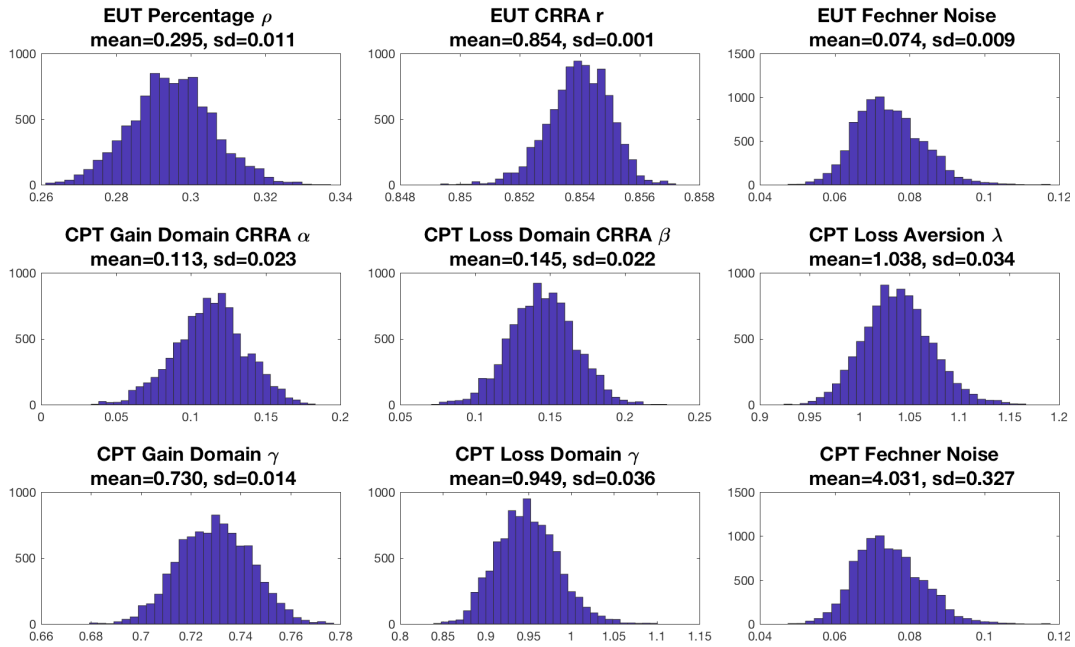 EUT Percentage ρ
mean=0.295, sd=0.011
1000
500
0
0.26 0.28 0.3 0.32 0.34
EUT CRRA r
mean=0.854, sd=0.001
1000
500
0
0.848 0.85 0.852 0.854 0.856 0.858
EUT Fechner Noise
mean=0.074, sd=0.009
1500
1000
500
0
0.04 0.06 0.08 0.1 0.12
CPT Gain Domain CRRA α
mean=0.113, sd=0.023
1000
500
0
0 0.05 0.1 0.15 0.2
CPT Loss Domain CRRA β
mean=0.145, sd=0.022
1000
500
0
0.05 0.1 0.15 0.2 0.25
CPT Loss Aversion λ
mean=1.038, sd=0.034
1000
500
0
0.9 0.95 1 1.05 1.1 1.15 1.2
CPT Gain Domain γ
mean=0.730, sd=0.014
1000
500
0
0.66 0.68 0.7 0.72 0.74 0.76 0.78
CPT Loss Domain γ
mean=0.949, sd=0.036
1000
500
0
0.8 0.85 0.9 0.95 1 1.05 1.1 1.15
CPT Fechner Noise
mean=4.031, sd=0.327
1500
1000
500
0
0.04 0.06 0.08 0.1 0.12